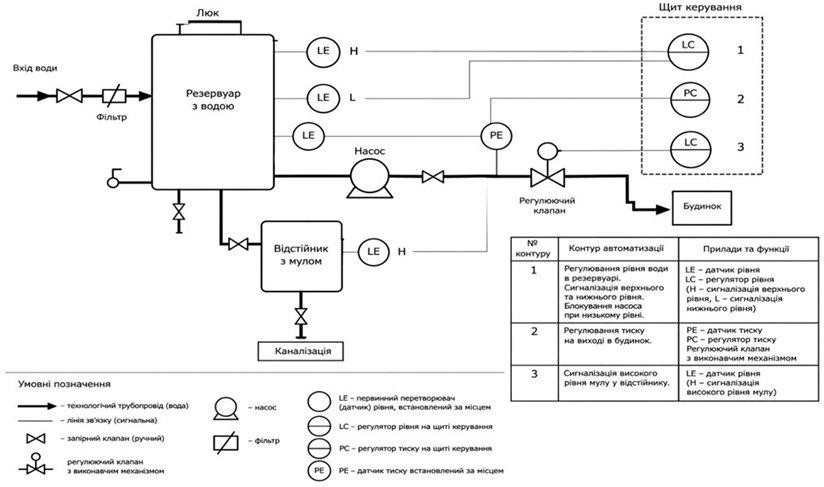 Люк
Щит керування
Вхід води
Фільтр
Резервуар
з водою
LE
H
LE
L
LE
PE
LC
1
PC
2
LC
3
Насос
Регулюючий
клапан
Будинок
Відстійник
з мулом
LE
H
Каналізація
№
контуру
Контур автоматизації
Прилади та функції
1
Регулювання рівня води
в резервуарі.
Сигналізація верхнього
та нижнього рівня.
Блокування насоса
при низькому рівні.
LE – датчик рівня
LC – регулятор рівня
(H – сигналізація верхнього
рівня, L – сигналізація
нижнього рівня)
2
Регулювання тиску
на виході в будинок.
PE – датчик тиску
PC – регулятор тиску
Регулюючий клапан
з виконавчим механізмом
3
Сигналізація високого
рівня мулу у відстійнику.
LE – датчик рівня
(H – сигналізація
високого рівня мулу)
Умовні позначення
– технологічий трубопровід (вода)
– лінія зв'язку (сигнальна)
– запірний клапан (ручний)
регулюючий клапан
з виконавчим механізмом
– насос
– фільтр
LE – первинний перетворювач
(датчик) рівня, встановлений за місцем
LC – регулятор рівня на щиті керування
PC – регулятор тиску на щиті керування
PE
PE – датчик тиску встановлений за місцем